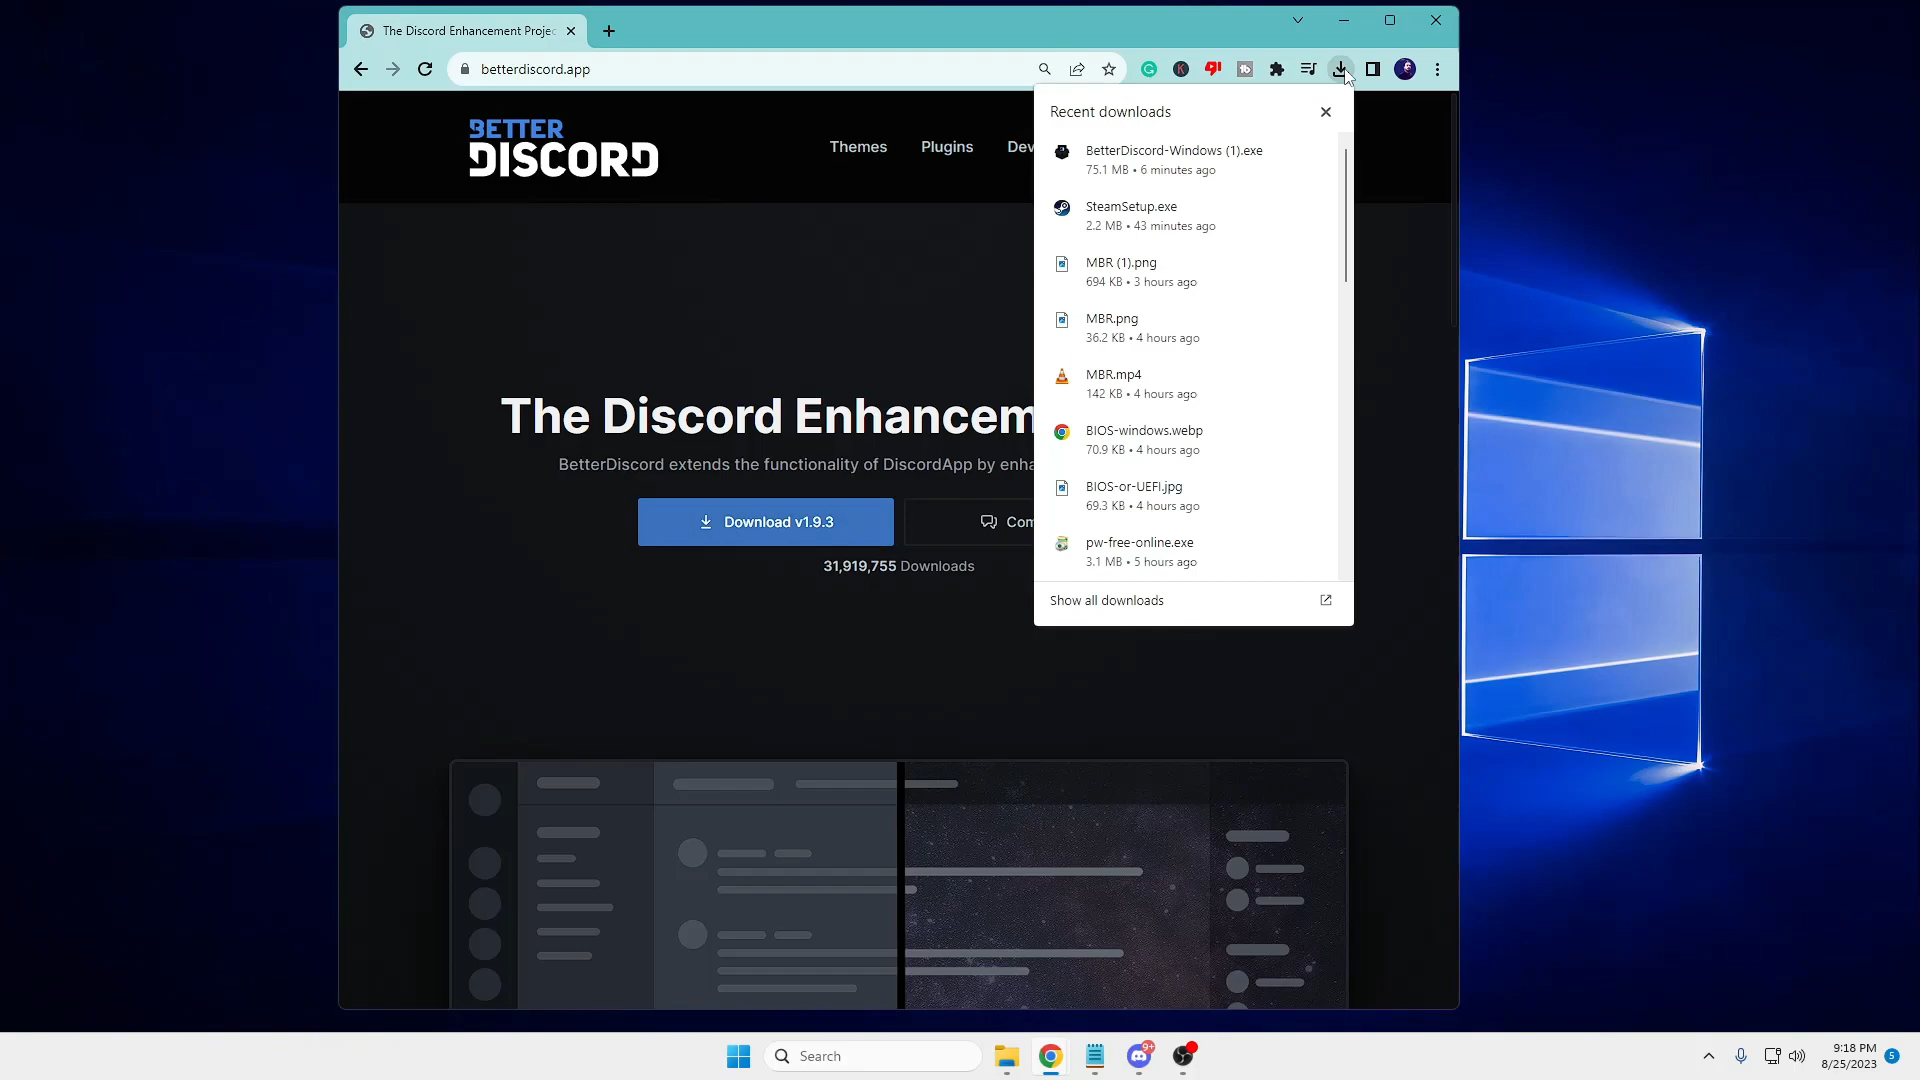 The Discord Enhancement Projec
betterdiscord.app
BETTER
DISCORD
Themes
Plugins
Dev
The Discord Enhancem
BetterDiscord extends the functionality of DiscordApp by enha
Download v1.9.3
Com
31,919,755 Downloads
Recent downloads
BetterDiscord-Windows (1).exe
75.1 MB • 6 minutes ago
SteamSetup.exe
2.2 MB • 43 minutes ago
MBR (1).png
694 KB • 3 hours ago
MBR.png
36.2 KB • 4 hours ago
MBR.mp4
142 KB • 4 hours ago
BIOS-windows.webp
70.9 KB • 4 hours ago
BIOS-or-UEFI.jpg
69.3 KB • 4 hours ago
pw-free-online.exe
3.1 MB • 5 hours ago
Show all downloads
Search
9+
9:18 PM
8/25/2023
5